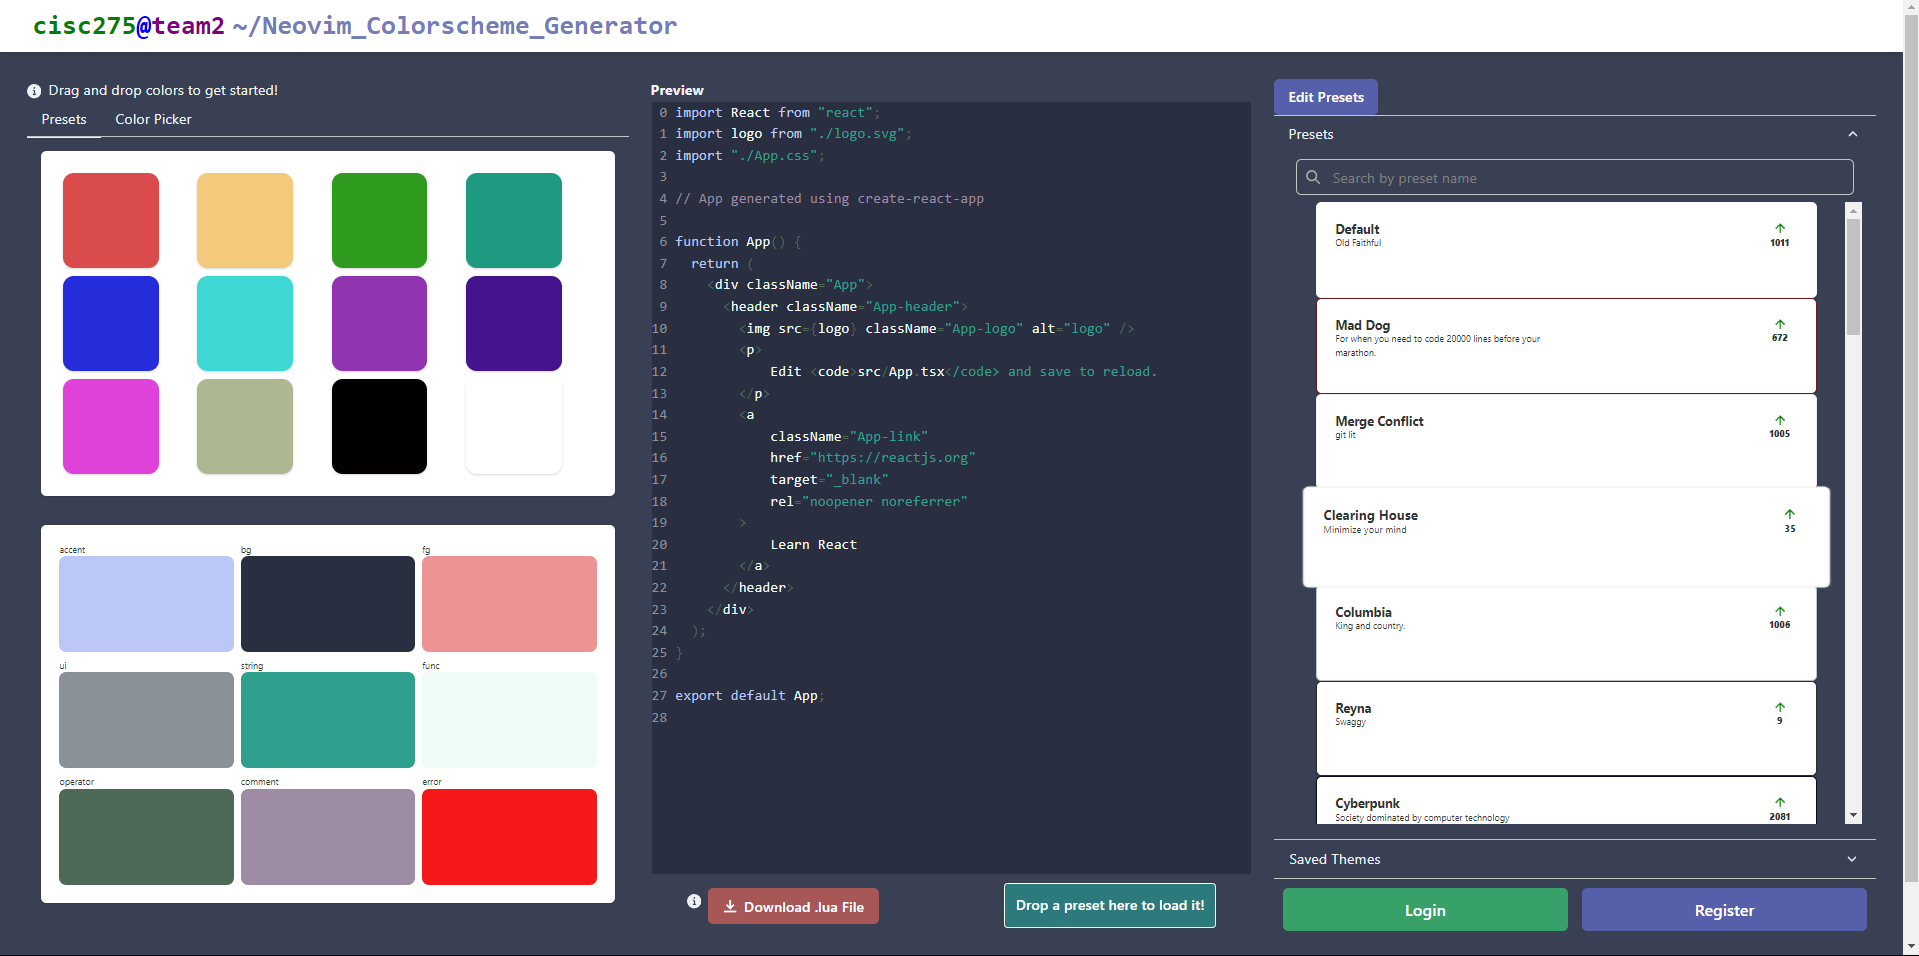 cisc275@team2 ~/Neovim_Colorscheme_Generator
Drag and drop colors to get started!
Presets Color Picker
accent bg fg
ui string func
operator comment error
Preview
0 import React from "react";
1 import logo from "./logo.svg";
2 import "./App.css";
3
4 // App generated using create-react-app
5
6 function App() {
7 return (
8 <div className="App">
9 <header className="App-header">
10 <img src={logo} className="App-logo" alt="logo" />
11 <p>
12 Edit <code>src/App.tsx</code> and save to reload.
13 </p>
14 <a
15 className="App-link"
16 href="https://reactjs.org"
17 target="_blank"
18 rel="noopener noreferrer"
19 >
20 Learn React
21 </a>
22 </header>
23 </div>
24 );
25 }
26
27 export default App;
28
Download .lua File
Drop a preset here to load it!
Edit Presets
Presets
Search by preset name
Default
Old Faithful
1011
Mad Dog
For when you need to code 20000 lines before your
marathon.
672
Merge Conflict
git lit
1005
Clearing House
Minimize your mind
35
Columbia
King and country.
1006
Reyna
Swaggy
9
Cyberpunk
Society dominated by computer technology
2081
Saved Themes
Login Register